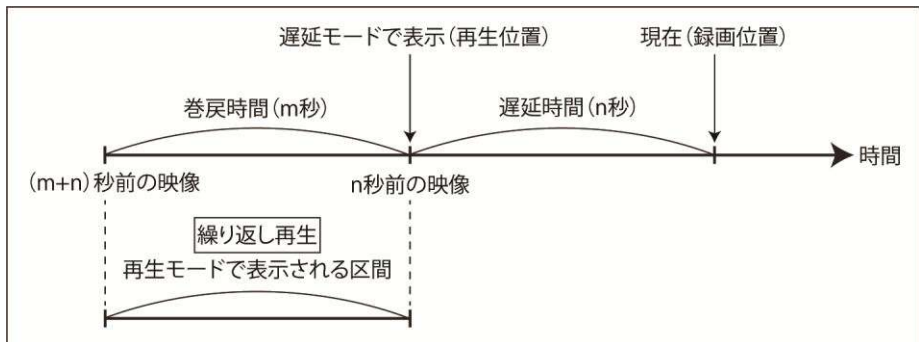 遅延モードで表示（再生位置）
現在（録画位置）
巻戻時間（m秒）
遅延時間（n秒）
時間
(m+n)秒前の映像
n秒前の映像
繰り返し再生
再生モードで表示される区間